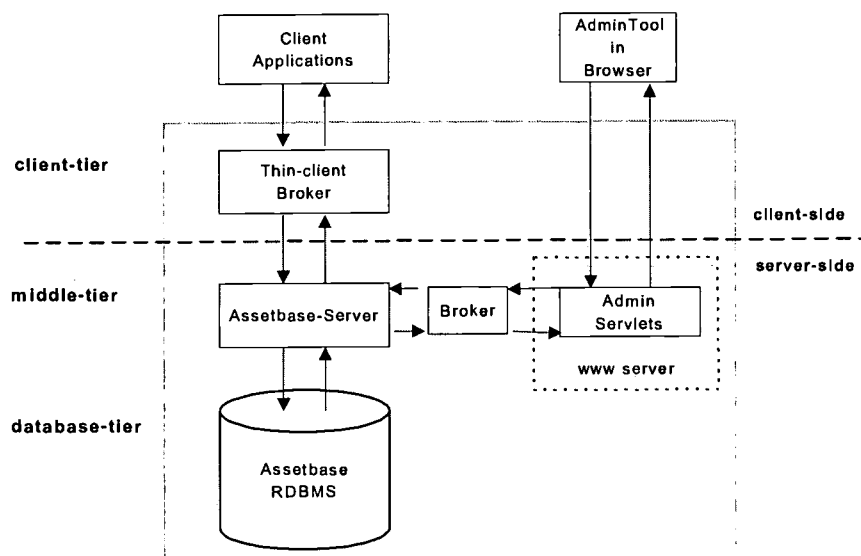 Client
Applications
AdminTool
in
Browser
client-tier
Thin-client
Broker
client-side
server-side
middle-tier
Assetbase-Server
Broker
Admin
Servlets
www server
database-tier
Assetbase
RDBMS